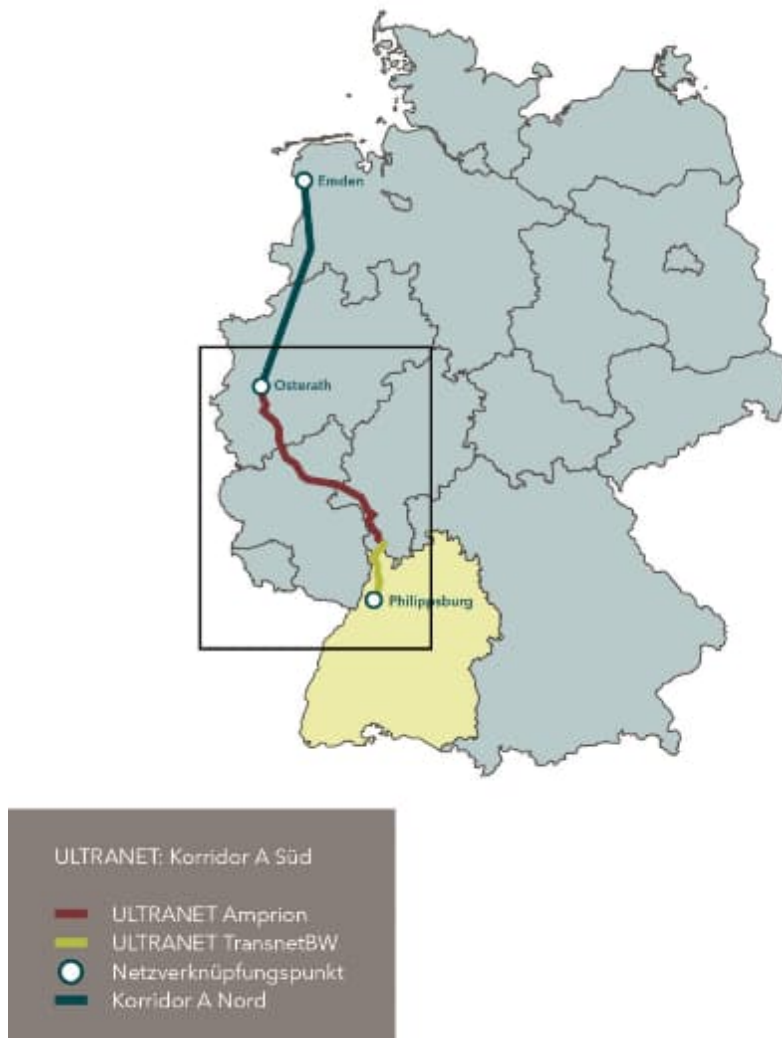 Emden
Osterath
Philippsburg
ULTRANET: Korridor A Süd
ULTRANET Amprion
ULTRANET TransnetBW
Netzverknüpfungspunkt
Korridor A Nord